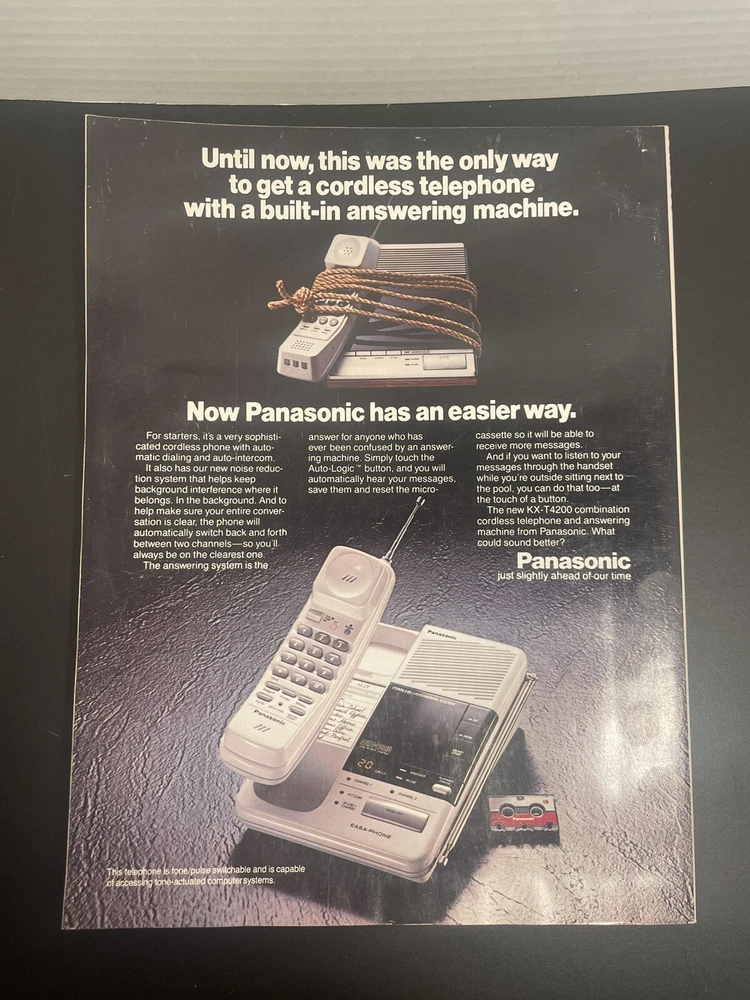 Until now, this was the only way
to get a cordless telephone
with a built-in answering machine.
Now Panasonic has an easier way.
For starters, it's a very sophisti-
cated cordless phone with auto-
matic dialing and auto-intercom.
It also has our new noise reduc-
tion system that helps keep
background interference where it
belongs. In the background. And to
help make sure your entire conver-
sation is clear, the phone will
automatically switch back and forth
between two channels—so you'll
always be on the clearest one.
The answering system is the
answer for anyone who has
ever been confused by an answer-
ing machine. Simply touch the
Auto-Logic™ button, and you will
automatically hear your messages,
save them and reset the micro-
cassette so it will be able to
receive more messages.
And if you want to listen to your
messages through the handset
while you're outside sitting next to
the pool, you can do that too—at
the touch of a button.
The new KX-T4200 combination
cordless telephone and answering
machine from Panasonic. What
could sound better?
Panasonic
just slightly ahead of our time
Panasonic
Panasonic
20
CHANNEL 1
CHANNEL 2
INTERCOM
EASA-PHONE
Panasonic
This telephone is tone/pulse switchable and is capable
of accessing tone-actuated computer systems.